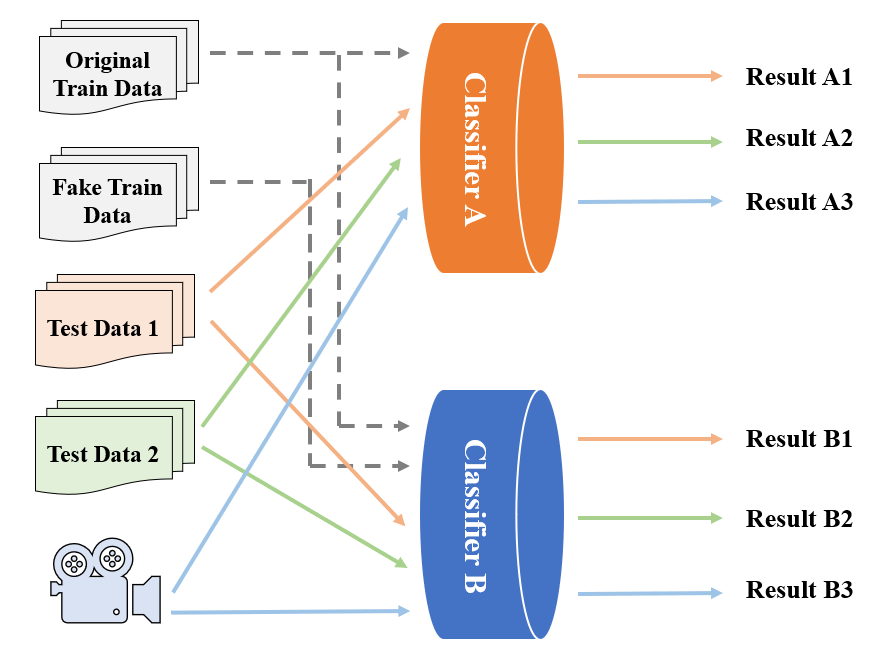 Original
Train Data
Fake Train
Data
Test Data 1
Test Data 2
Classifier A
Classifier B
Result A1
Result A2
Result A3
Result B1
Result B2
Result B3